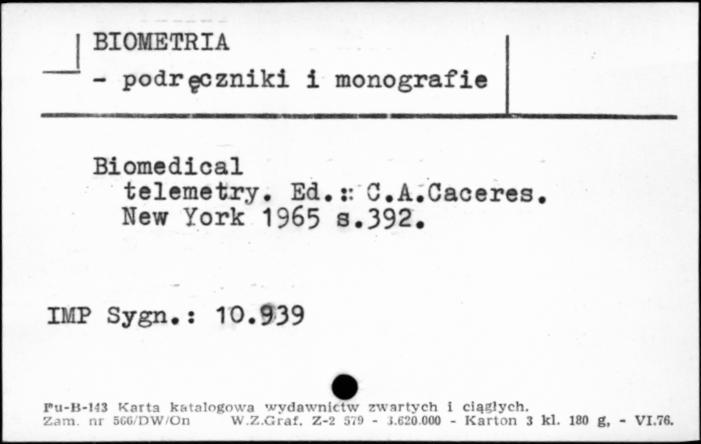 BIOMETRIA
- podręczniki i monografie
Biomedical
telemetry. Ed.: C.A.Caceres.
New York 1965 s.392.
IMP Sygn.: 10.939
Pu-B-143 Karta katalogowa wydawnictw zwartych i ciągłych.
Zam. nr 566/DW/On W.Z.Graf. Z-2 579 - 3.620.000 - Karton 3 kl. 180 g, - VI.76.